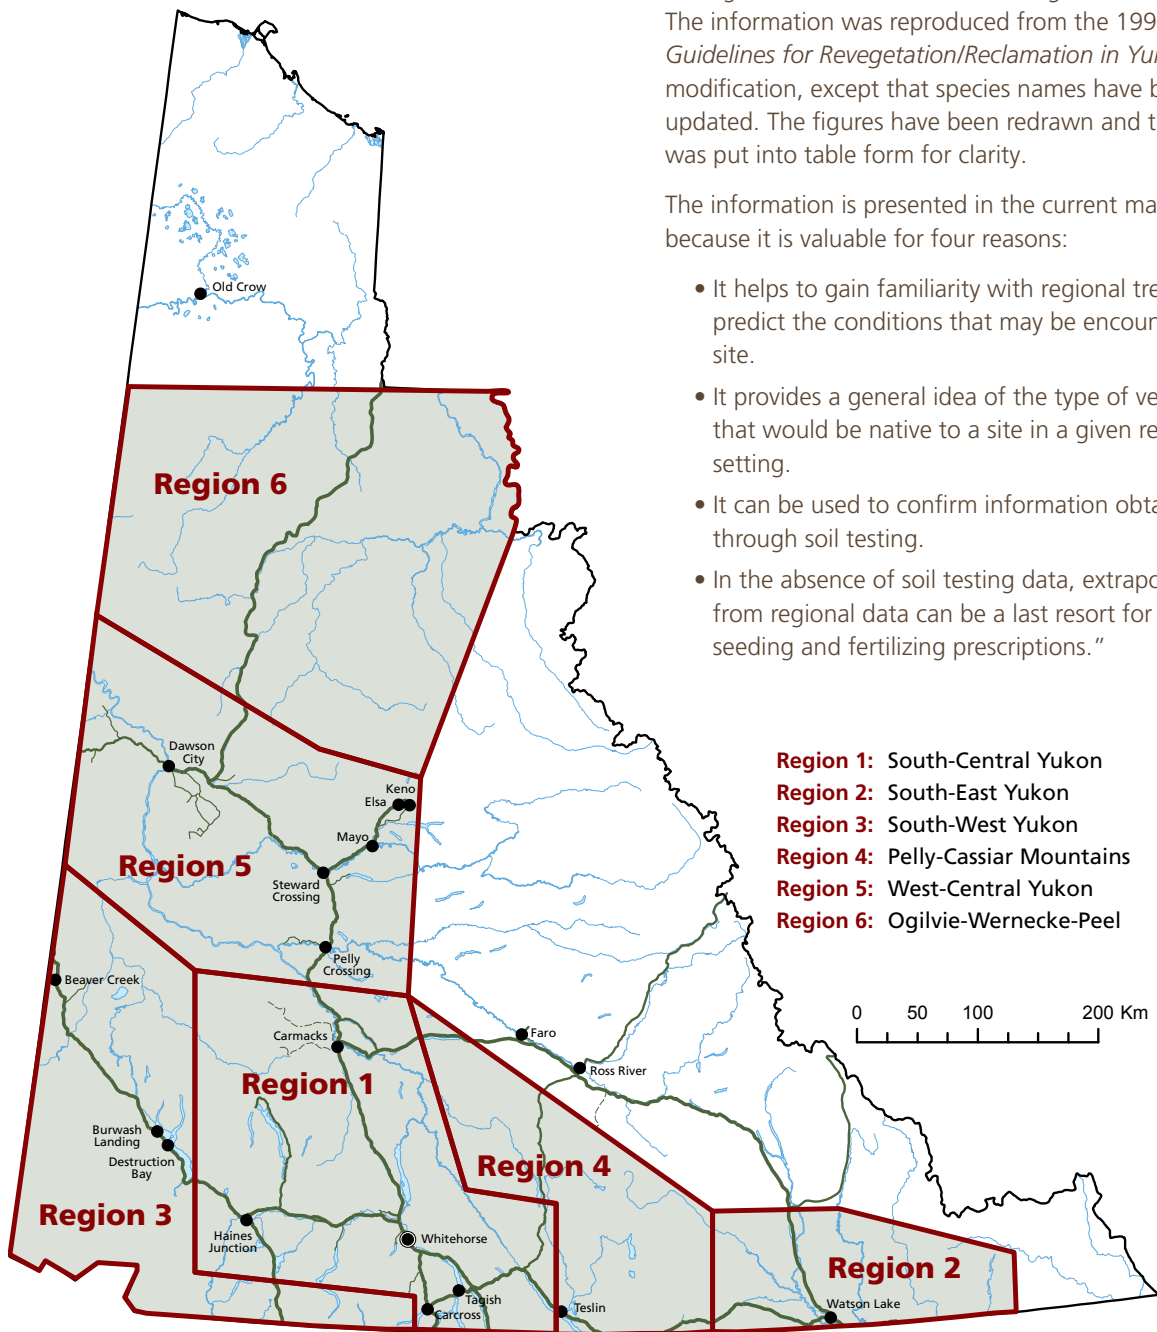 The information was reproduced from the 199
Guidelines for Revegetation/Reclamation in Yu
modification, except that species names have b
updated. The figures have been redrawn and t
was put into table form for clarity.
The information is presented in the current ma
because it is valuable for four reasons:
• It helps to gain familiarity with regional tre
predict the conditions that may be encoun
site.
• It provides a general idea of the type of ve
that would be native to a site in a given re
setting.
• It can be used to confirm information obta
through soil testing.
• In the absence of soil testing data, extrapo
from regional data can be a last resort for
seeding and fertilizing prescriptions.”
Old Crow
Region 6
Dawson
City
Keno
Elsa
Mayo
Region 5
Steward
Crossing
Pelly
Crossing
Region 1: South-Central Yukon
Region 2: South-East Yukon
Region 3: South-West Yukon
Region 4: Pelly-Cassiar Mountains
Region 5: West-Central Yukon
Region 6: Ogilvie-Wernecke-Peel
0 50 100 200 Km
Beaver Creek
Carmacks
Faro
Ross River
Region 1
Burwash
Landing
Destruction
Bay
Region 4
Region 3
Haines
Junction
Whitehorse
Region 2
Tagish
Carcross
Teslin
Watson Lake